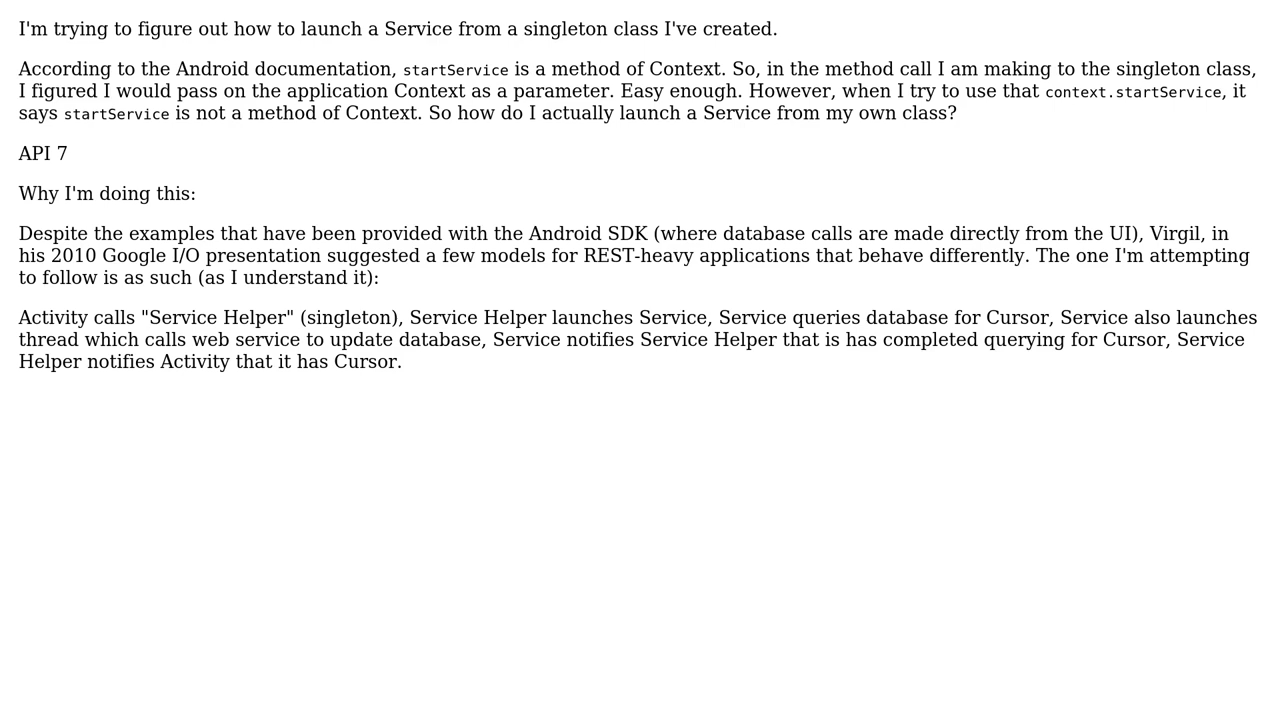 I'm trying to figure out how to launch a Service from a singleton class I've created.
According to the Android documentation, startService is a method of Context. So, in the method call I am making to the singleton class,
I figured I would pass on the application Context as a parameter. Easy enough. However, when I try to use that context.startService, it
says startService is not a method of Context. So how do I actually launch a Service from my own class?
API 7
Why I'm doing this:
Despite the examples that have been provided with the Android SDK (where database calls are made directly from the UI), Virgil, in
his 2010 Google I/O presentation suggested a few models for REST-heavy applications that behave differently. The one I'm attempting
to follow is as such (as I understand it):
Activity calls "Service Helper" (singleton), Service Helper launches Service, Service queries database for Cursor, Service also launches
thread which calls web service to update database, Service notifies Service Helper that is has completed querying for Cursor, Service
Helper notifies Activity that it has Cursor.